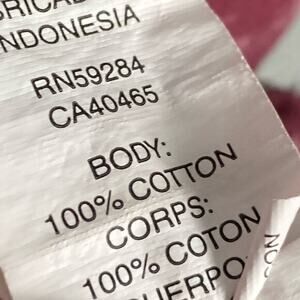 INDONESIA
RN59284
CA40465
BODY:
100% COTTON
CORPS:
100% COTON